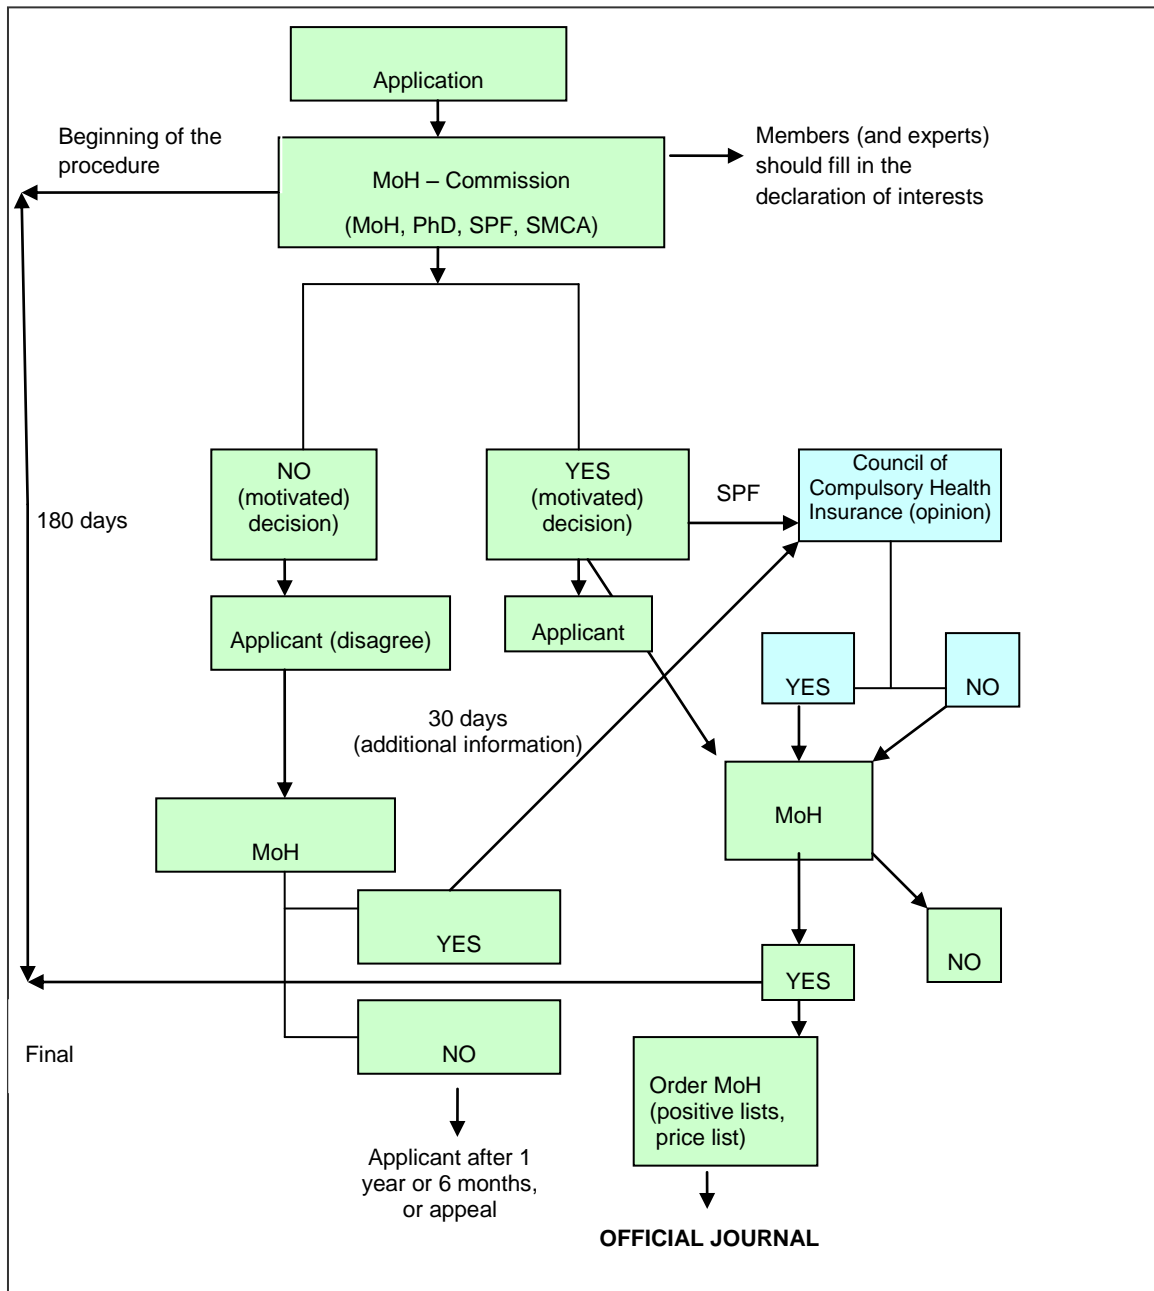 Application
Beginning of the
procedure
Members (and experts)
should fill in the
declaration of interests
MoH – Commission
(MoH, PhD, SPF, SMCA)
NO
(motivated)
decision)
YES
(motivated)
decision)
SPF
Council of
Compulsory Health
Insurance (opinion)
180 days
Applicant (disagree)
Applicant
YES
NO
30 days
(additional information)
MoH
MoH
YES
NO
YES
Final
NO
Order MoH
(positive lists,
price list)
Applicant after 1
year or 6 months,
or appeal
OFFICIAL JOURNAL